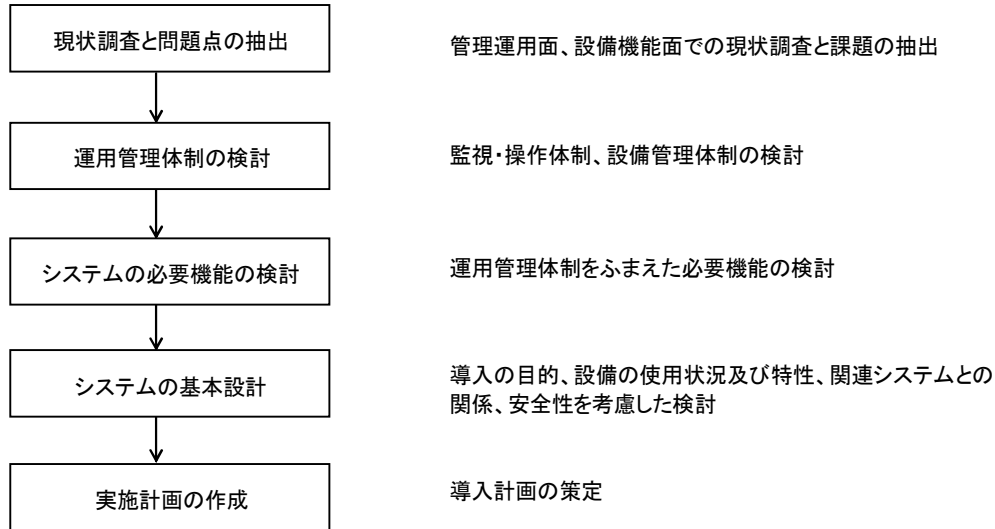 現状調査と問題点の抽出
管理運用面、設備機能面での現状調査と課題の抽出
運用管理体制の検討
監視・操作体制、設備管理体制の検討
システムの必要機能の検討
運用管理体制をふまえた必要機能の検討
システムの基本設計
導入の目的、設備の使用状況及び特性、関連システムとの
関係、安全性を考慮した検討
実施計画の作成
導入計画の策定